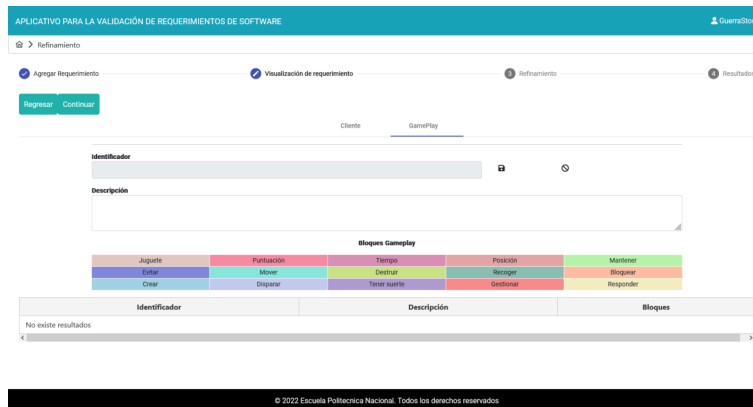 APLICATIVO PARA LA VALIDACIÓN DE REQUERIMIENTOS DE SOFTWARE GuerraStor
Refinamiento
Agregar Requerimiento Visualización de requerimiento 3 Refinamiento 4 Resultados
Regresar Continuar
Cliente GamePlay
Identificador
Descripción
Bloques Gameplay
Juguete Puntuación Tiempo Posición Mantener
Evitar Mover Destruir Recoger Bloquear
Crear Disparar Tener suerte Gestionar Responder
Identificador Descripción Bloques
No existe resultados
© 2022 Escuela Politecnica Nacional. Todos los derechos reservados